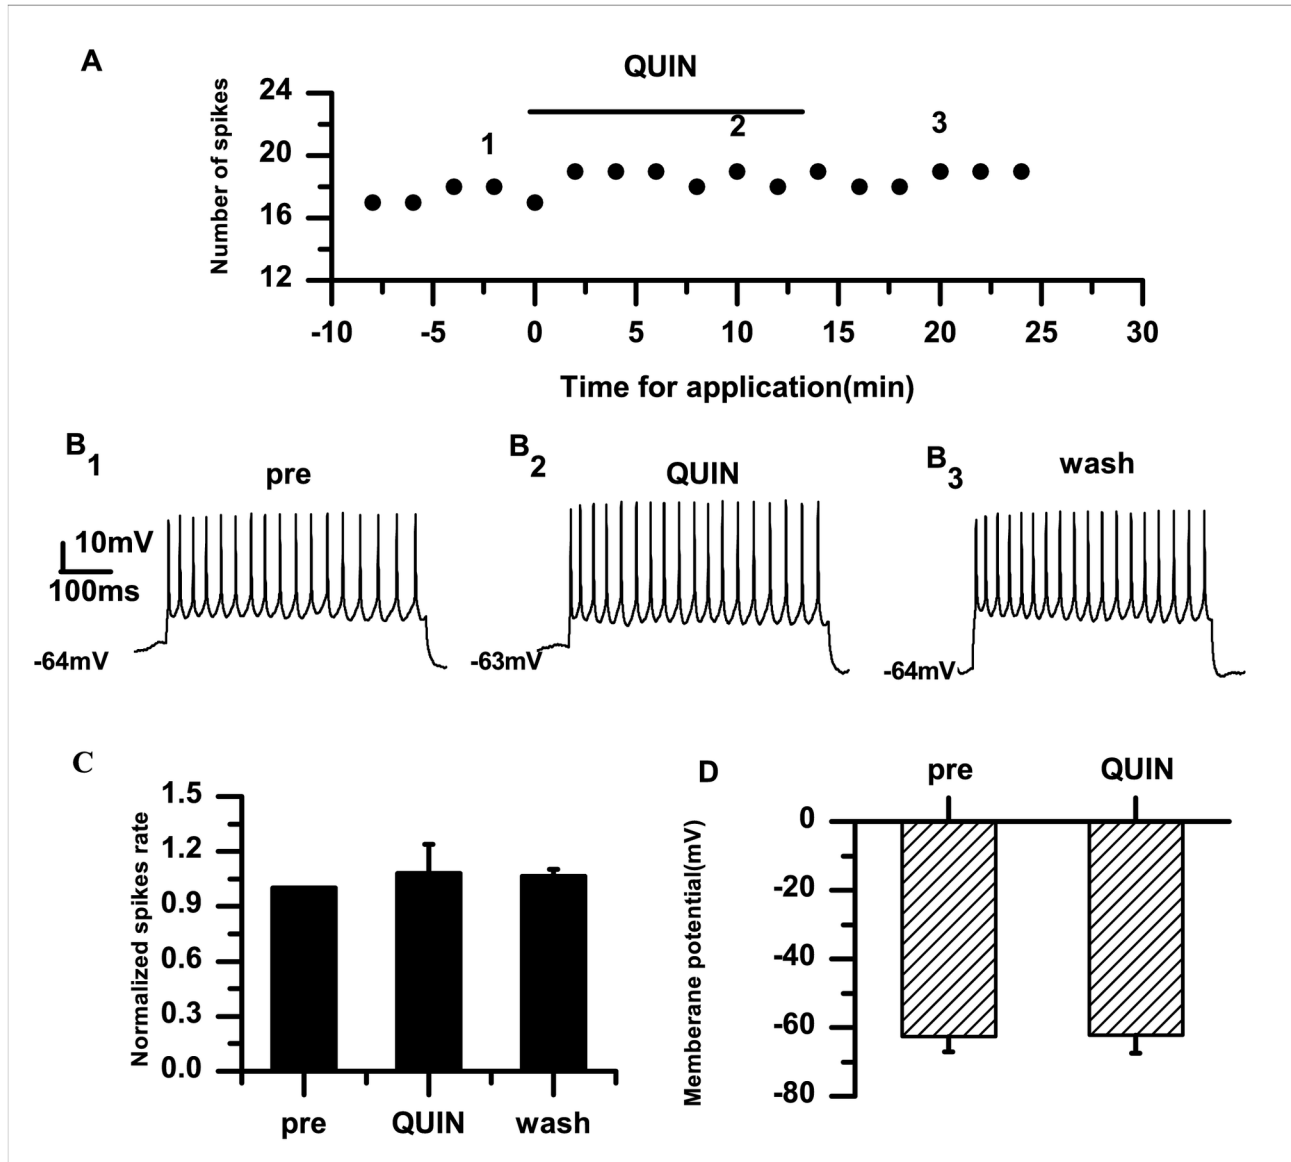 A
QUIN
Number of spikes
24
20
16
12
1
2
3
-10 -5 0 5 10 15 20 25 30
Time for application(min)
B1 pre
B2 QUIN
B3 wash
10mV
100ms
-64mV
-63mV
-64mV
C
Normalized spikes rate
1.5
1.2
0.9
0.6
0.3
0.0
pre QUIN wash
D
pre QUIN
Memberane potential(mV)
0
-20
-40
-60
-80